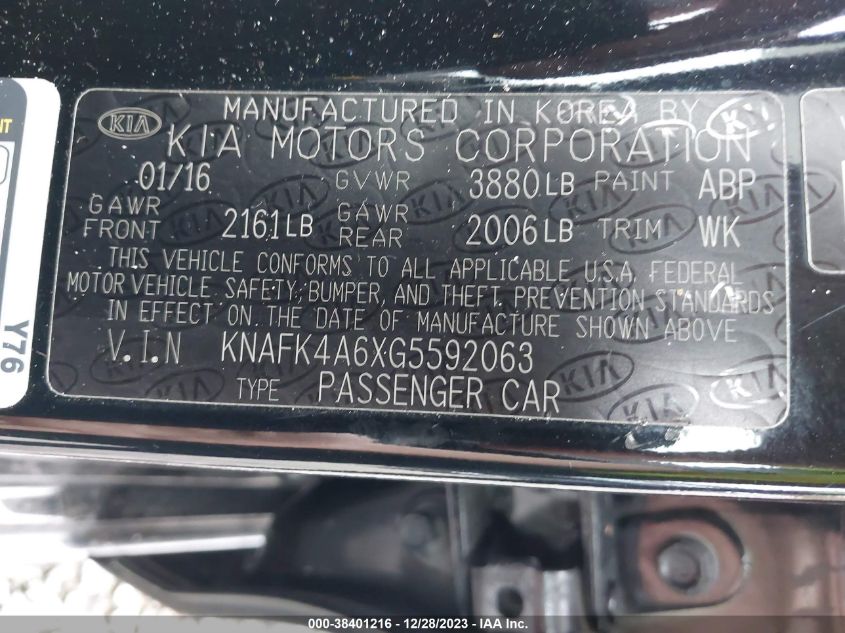 MANUFACTURED IN KOREA BY
KIA
KIA MOTORS CORPORATION
01/16 GVWR 3880 LB PAINT ABP
GAWR FRONT 2161 LB GAWR REAR 2006 LB TRIM WK
THIS VEHICLE CONFORMS TO ALL APPLICABLE U.S.A. FEDERAL
MOTOR VEHICLE SAFETY, BUMPER, AND THEFT PREVENTION STANDARDS
IN EFFECT ON THE DATE OF MANUFACTURE SHOWN ABOVE
V.I.N KNAFK4A6XG5592063
TYPE PASSENGER CAR
Y76
000-38401216 - 12/28/2023 - IAA Inc.